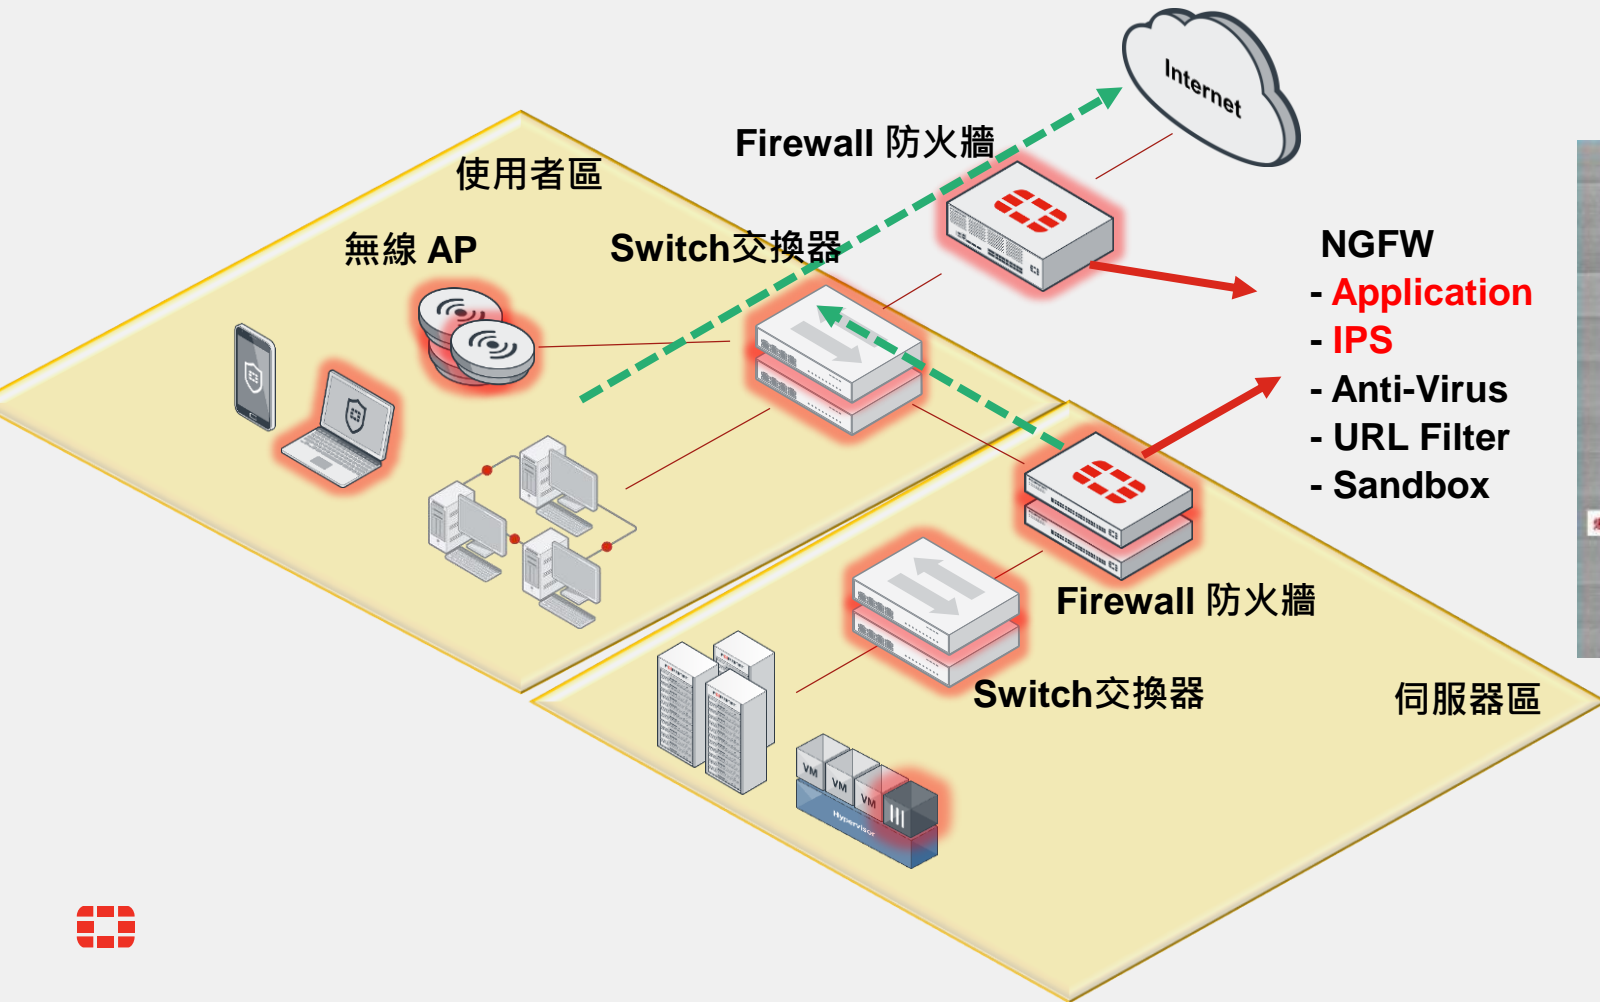 Internet
Firewall 防火牆
使用者區
無線 AP
Switch交換器
NGFW
- Application
- IPS
- Anti-Virus
- URL Filter
- Sandbox
Firewall 防火牆
Switch交換器
伺服器區
VM
VM
VM
Hypervisor